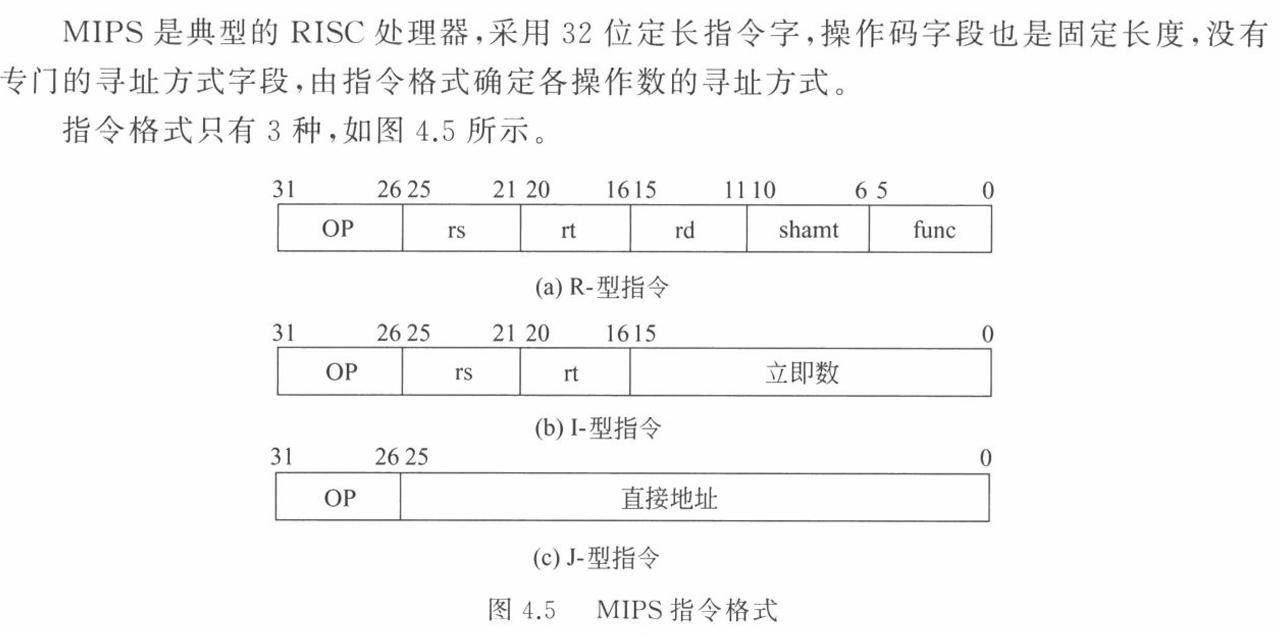 MIPS 是典型的 RISC 处理器,采用 32 位定长指令字,操作码字段也是固定长度,没有
专门的寻址方式字段,由指令格式确定各操作数的寻址方式。
指令格式只有 3 种,如图 4.5 所示。
31 26 25 21 20 16 15 11 10 6 5 0
OP rs rt rd shamt func
(a) R-型指令
31 26 25 21 20 16 15 0
OP rs rt 立即数
(b) I-型指令
31 26 25 0
OP 直接地址
(c) J-型指令
图 4.5 MIPS 指令格式